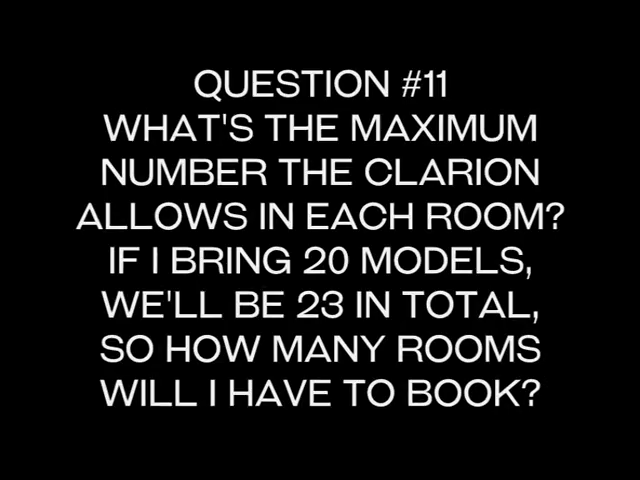 QUESTION #11
WHAT'S THE MAXIMUM
NUMBER THE CLARION
ALLOWS IN EACH ROOM?
IF I BRING 20 MODELS,
WE'LL BE 23 IN TOTAL,
SO HOW MANY ROOMS
WILL I HAVE TO BOOK?